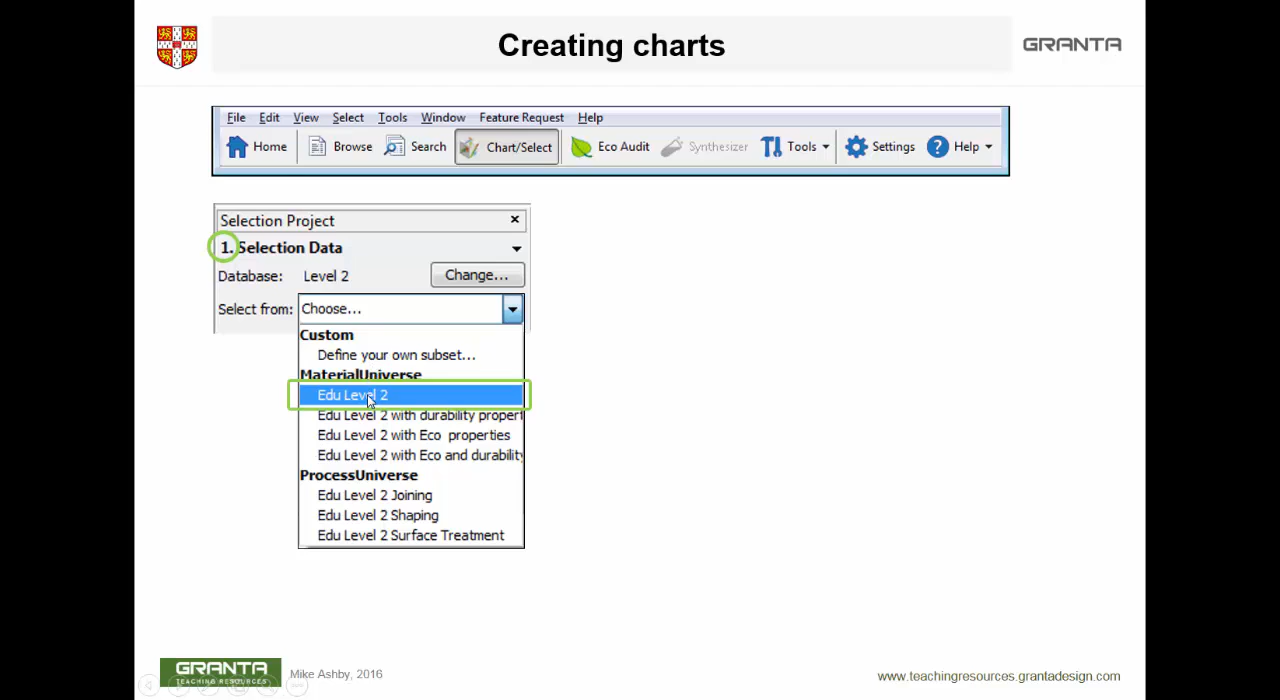 Creating charts
GRANTA
File Edit View Select Tools Window Feature Request Help
Home Browse Search Chart/Select Eco Audit Synthesizer Tools Settings Help
Selection Project
1. Selection Data
Database: Level 2 Change...
Select from: Choose...
Custom
Define your own subset...
MaterialUniverse
Edu Level 2
Edu Level 2 with durability propert
Edu Level 2 with Eco properties
Edu Level 2 with Eco and durability
ProcessUniverse
Edu Level 2 Joining
Edu Level 2 Shaping
Edu Level 2 Surface Treatment
GRANTA
TEACHING RESOURCES
Mike Ashby, 2016
www.teachingresources.grantadesign.com